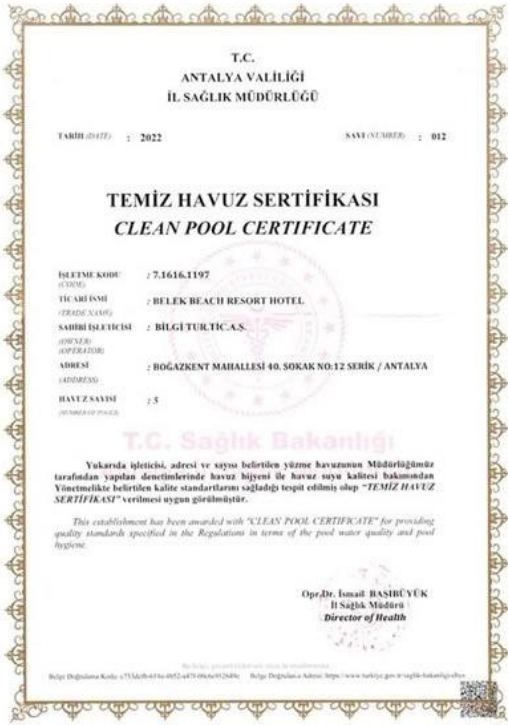 T.C.
ANTALYA VALİLİĞİ
İL SAĞLIK MÜDÜRLÜĞÜ
TARİH (DATE) : 2022 SAYI (NUMBER) : 012
TEMİZ HAVUZ SERTİFİKASI
CLEAN POOL CERTIFICATE
İŞLETME KODU : 7.1616.1197
(CODE)
TİCARİ İSMİ : BELEK BEACH RESORT HOTEL
(TRADE NAME)
SAHİBİ İŞLETİCİSİ : BİLGİ TUR.TİC.A.Ş.
(OWNER)
(OPERATOR)
ADRESİ : BOĞAZKENT MAHALLESİ 40. SOKAK NO:12 SERİK / ANTALYA
(ADDRESS)
HAVUZ SAYISI : 5
(NUMBER OF POOLS)
T.C. Sağlık Bakanlığı
Yukarıda işleticisi, adresi ve sayısı belirtilen yüzme havuzunun Müdürlüğümüz
tarafından yapılan denetimlerinde havuz hijyeni ile havuz suyu kalitesi bakımından
Yönetmelikte belirtilen kalite standartlarını sağladığı tespit edilmiş olup "TEMİZ HAVUZ
SERTİFİKASI" verilmesi uygun görülmüştür.
This establishment has been awarded with "CLEAN POOL CERTIFICATE" for providing
quality standards specified in the Regulations in terms of the pool water quality and pool
hygiene.
Opr.Dr. İsmail BAŞIBÜYÜK
İl Sağlık Müdürü
Director of Health
Belge Doğrulama Kodu: Belge Doğrulama Adresi: